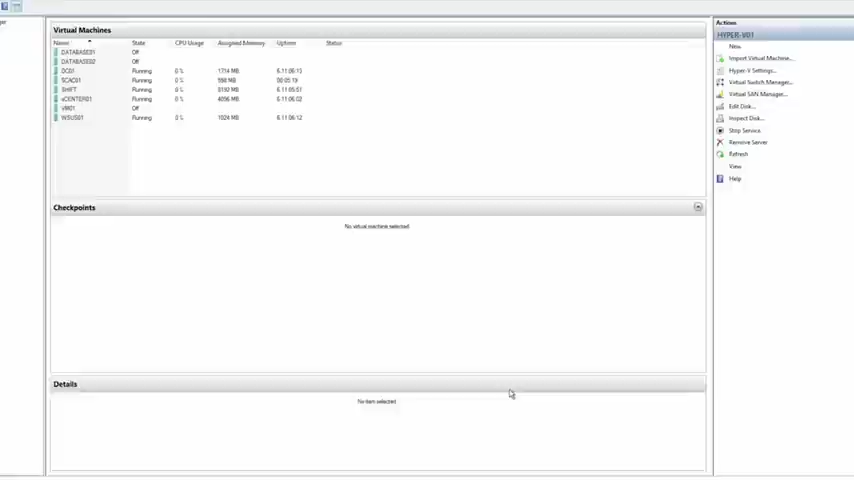 Virtual Machines
Name State CPU Usage Assigned Memory Uptime Status
DATABASE01 Off
DATABASE02 Off
DC01 Running 0 % 1714 MB 6.11:06:13
SCAC01 Running 0 % 598 MB 00:05:19
SHIFT Running 0 % 8192 MB 6.11:05:57
vCENTER01 Running 0 % 4096 MB 6.11:06:02
VM01 Off
WSUS01 Running 0 % 1024 MB 6.11:06:12
Checkpoints
No virtual machine selected.
Details
No item selected.
Actions
HYPER-V01
New
Import Virtual Machine...
Hyper-V Settings...
Virtual Switch Manager...
Virtual SAN Manager...
Edit Disk...
Inspect Disk...
Stop Service
Remove Server
Refresh
View
Help